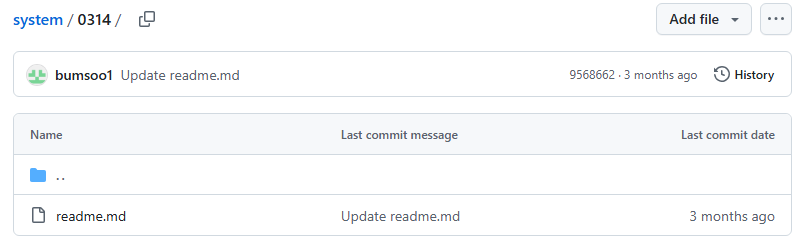 system / 0314 /
Add file
bumsoo1 Update readme.md
9568662 · 3 months ago
History
Name Last commit message Last commit date
..
readme.md Update readme.md 3 months ago